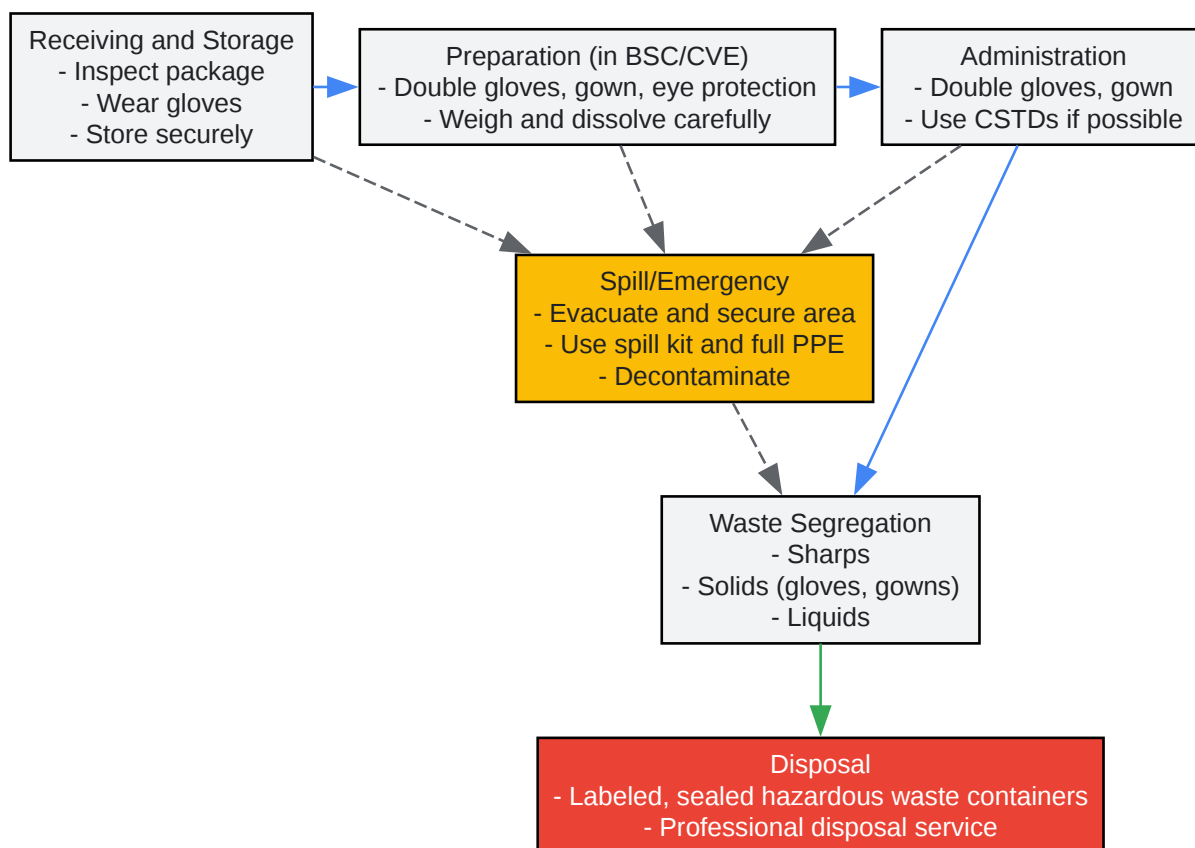 Receiving and Storage
- Inspect package
- Wear gloves
- Store securely
Preparation (in BSC/CVE)
- Double gloves, gown, eye protection
- Weigh and dissolve carefully
Administration
- Double gloves, gown
- Use CSTDs if possible
Spill/Emergency
- Evacuate and secure area
- Use spill kit and full PPE
- Decontaminate
Waste Segregation
- Sharps
- Solids (gloves, gowns)
- Liquids
Disposal
- Labeled, sealed hazardous waste containers
- Professional disposal service